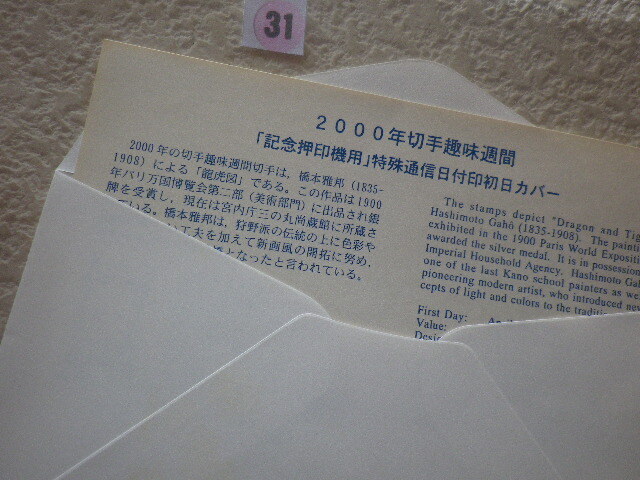 31
2000年切手趣味週間
「記念押印機用」特殊通信日付印初日カバー
2000年の切手趣味週間切手は，橋本雅邦(1835-
1908)による「龍虎図」である。この作品は1900
年パリ万国博覧会第二部(美術部門)に出品され銀
牌を受賞し，現在は宮内庁三の丸尚蔵館に所蔵さ
ている。橋本雅邦は，狩野派の伝統の上に色彩や
工夫を加えて新画風の開拓に努め，
となったと言われている。
The stamps depict "Dragon and
Hashimoto Gahō (1835-1908). The
exhibited in the 1900 Paris World
awarded the silver medal. It is in possession
Imperial Household Agency. Hashimoto
one of the last Kano school painters as
pioneering modern artist, who introduced
cepts of light and colors to the
First Day:
Value: